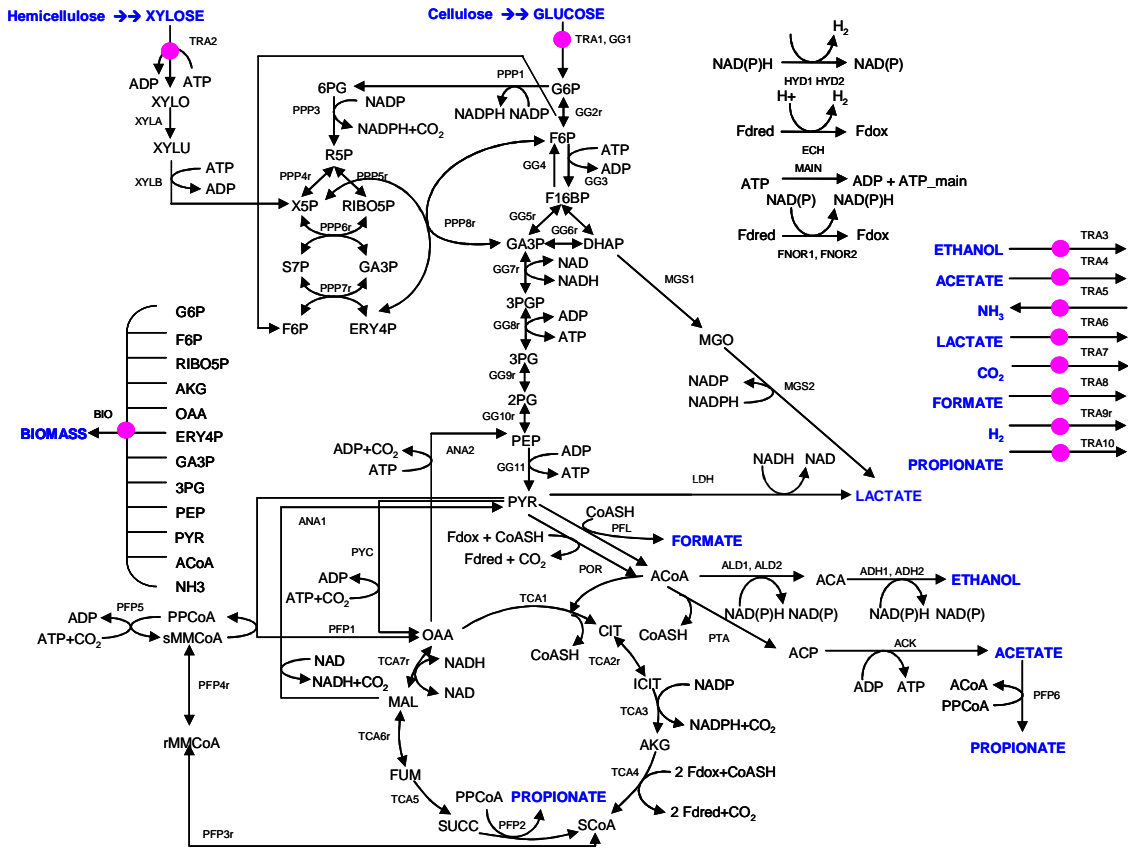 Hemicellulose →→ XYLOSE
Cellulose →→ GLUCOSE
TRA2
TRA1, GG1
ADP
ATP
XYLO
XYLA
XYLU
XYLB
ATP
ADP
6PG
PPP1
G6P
NADPH NADP
PPP3
NADP
NADPH+CO2
GG2r
F6P
R5P
GG4
ATP
ADP
GG3
PPP4r
PPP5r
X5P
RIBO5P
F16BP
PPP6r
PPP8r
GG5r
GG6r
GA3P
DHAP
S7P
GA3P
GG7r
NAD
NADH
PPP7r
3PGP
F6P
ERY4P
GG8r
ADP
ATP
3PG
GG9r
2PG
GG10r
PEP
GG11
ADP
ATP
PYR
MGS1
MGO
NADP
NADPH
MGS2
NADH
NAD
LDH
LACTATE
H2
NAD(P)H
NAD(P)
HYD1 HYD2
H+
H2
Fdred
Fdox
ECH
MAIN
ATP
ADP + ATP_main
NAD(P)
NAD(P)H
Fdred
Fdox
FNOR1, FNOR2
ETHANOL
TRA3
ACETATE
TRA4
NH3
TRA5
LACTATE
TRA6
CO2
TRA7
FORMATE
TRA8
H2
TRA9r
PROPIONATE
TRA10
G6P
F6P
RIBO5P
AKG
OAA
BIO
BIOMASS
ERY4P
GA3P
3PG
PEP
PYR
ACoA
NH3
ADP+CO2
ATP
ANA2
ANA1
PYC
ADP
ATP+CO2
Fdox + CoASH
Fdred + CO2
POR
CoASH
PFL
FORMATE
ACoA
ALD1, ALD2
ACA
ADH1, ADH2
ETHANOL
NAD(P)H NAD(P)
NAD(P)H NAD(P)
CoASH
PTA
ACP
ACK
ACETATE
ADP
ATP
ACoA
PPCoA
PFP6
PROPIONATE
ADP
PFP5
PPCoA
ATP+CO2
sMMCoA
PFP1
OAA
TCA1
CIT
CoASH
TCA2r
ICIT
TCA7r
NADH
NAD
NAD
NADH+CO2
MAL
TCA3
NADP
NADPH+CO2
PFP4r
rMMCoA
TCA6r
AKG
FUM
TCA4
2 Fdox+CoASH
2 Fdred+CO2
TCA5
PPCoA
PROPIONATE
SUCC
PFP2
SCoA
PFP3r